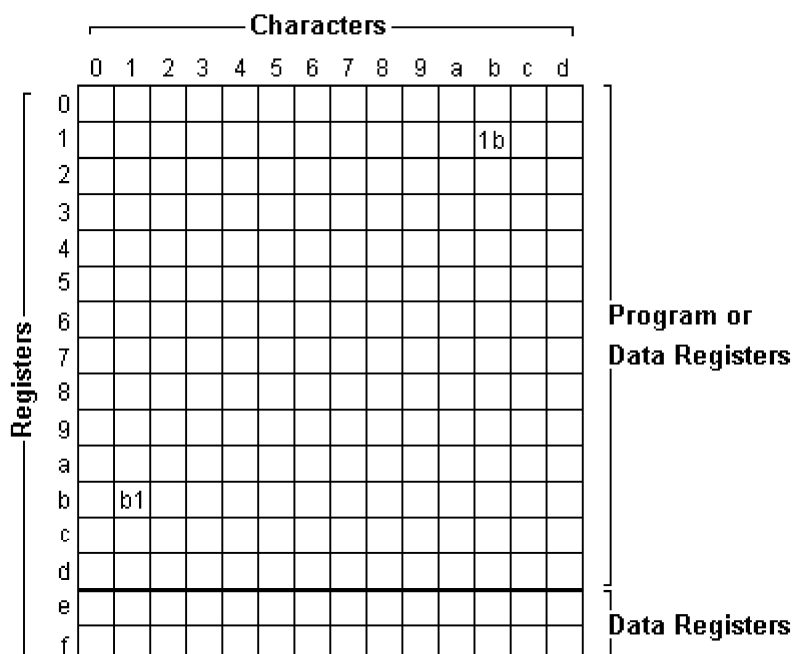 Characters
0 1 2 3 4 5 6 7 8 9 a b c d
0
1 1b
2
3
4
5
6
7
8
9
a
b b1
c
d
e
f
Registers
Program or
Data Registers
Data Registers